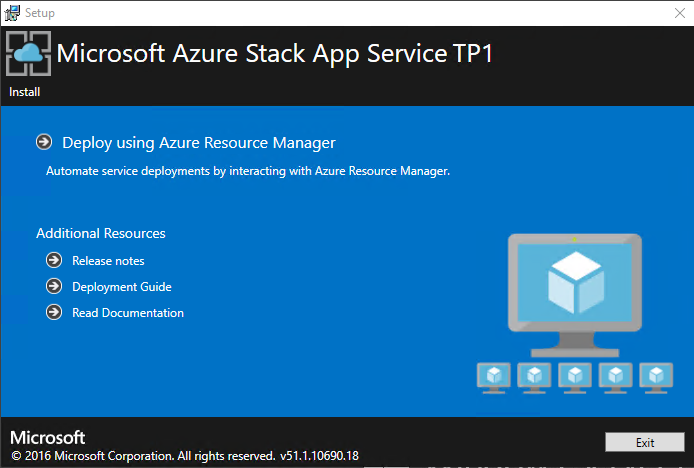 Setup
Microsoft Azure Stack App Service TP1
Install
Deploy using Azure Resource Manager
Automate service deployments by interacting with Azure Resource Manager.
Additional Resources
Release notes
Deployment Guide
Read Documentation
Microsoft
© 2016 Microsoft Corporation. All rights reserved. v51.1.10690.18
Exit